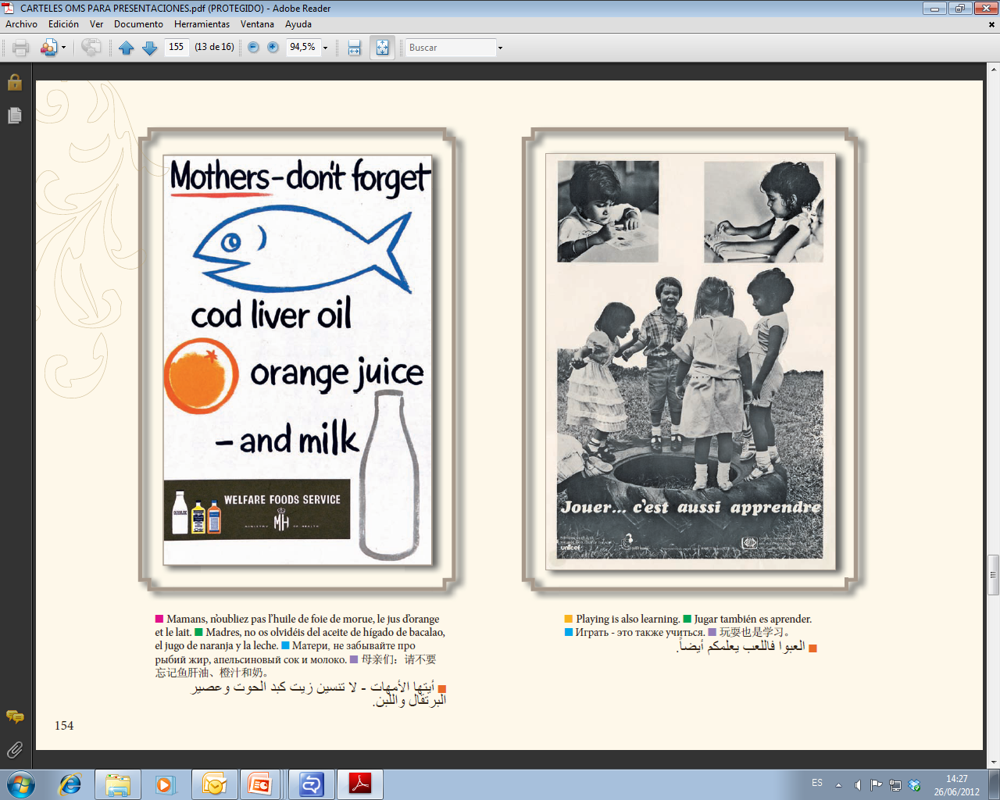 CARTELES OMS PARA PRESENTACIONES.pdf (PROTEGIDO) - Adobe Reader
Archivo Edición Ver Documento Herramientas Ventana Ayuda
155 (13 de 16) 94,5% Buscar
Mothers - don't forget
cod liver oil
orange juice
- and milk
WELFARE FOODS SERVICE
MH
MINISTRY OF HEALTH
Jouer... c'est aussi apprendre
unicef
■ Mamans, n'oubliez pas l'huile de foie de morue, le jus d'orange
et le lait. ■ Madres, no os olvidéis del aceite de hígado de bacalao,
el jugo de naranja y la leche. ■ Матери, не забывайте про
рыбий жир, апельсиновый сок и молоко. ■ 母亲们：请不要
忘记鱼肝油、橙汁和奶。
■ أيتها الأمهات - لا تنسين زيت كبد الحوت وعصير
البرتقال واللبن.
■ Playing is also learning. ■ Jugar también es aprender.
■ Играть - это также учиться. ■ 玩耍也是学习。
■ العبوا فاللعب يعلمكم أيضاً.
154
ES
14:27
26/06/2012